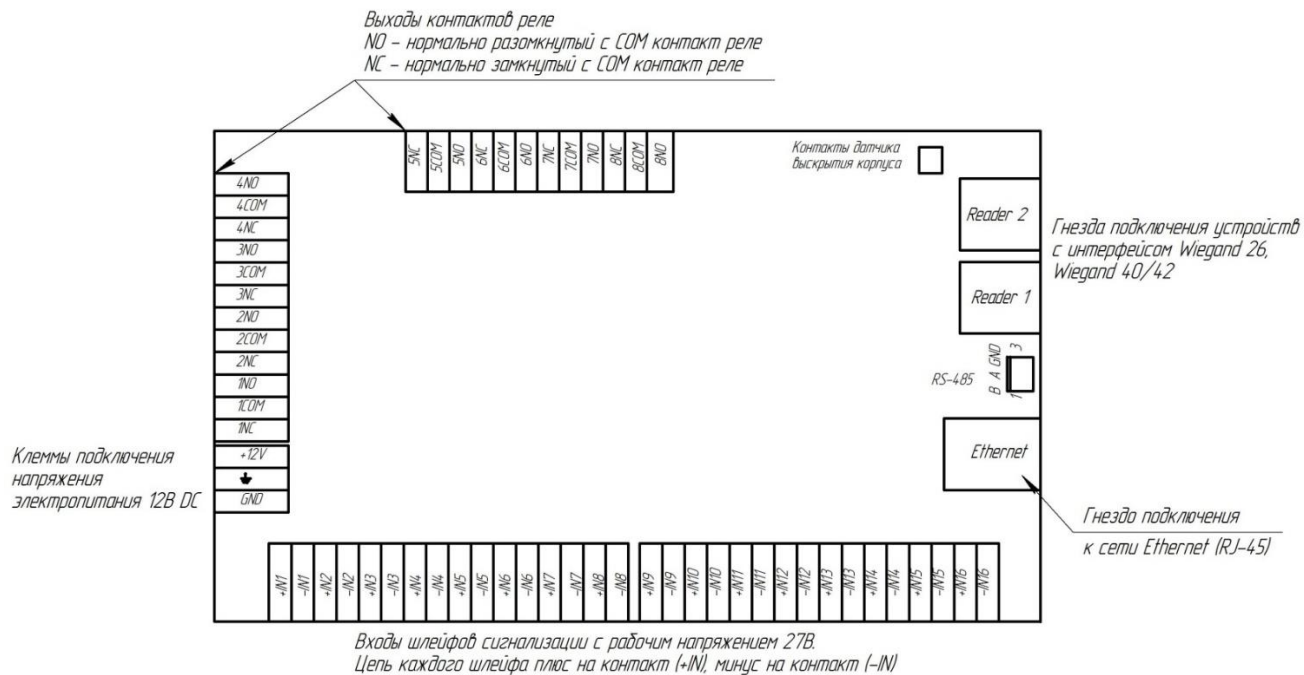 Выходы контактов реле
NO – нормально разомкнутый с COM контакт реле
NC – нормально замкнутый с COM контакт реле
5NC
5COM
5NO
6NC
6COM
6NO
7NC
7COM
7NO
8NC
8COM
8NO
Контакты датчика
выскрытия корпуса
4NO
4COM
4NC
3NO
3COM
3NC
2NO
2COM
2NC
1NO
1COM
1NC
+12V
GND
Клеммы подключения
напряжения
электропитания 12В DC
Reader 2
Reader 1
Гнезда подключения устройств
с интерфейсом Wiegand 26,
Wiegand 40/42
RS-485
B A GND
1 3
Ethernet
Гнездо подключения
к сети Ethernet (RJ-45)
+IN1
-IN1
+IN2
-IN2
+IN3
-IN3
+IN4
-IN4
+IN5
-IN5
+IN6
-IN6
+IN7
-IN7
+IN8
-IN8
+IN9
-IN9
+IN10
-IN10
+IN11
-IN11
+IN12
-IN12
+IN13
-IN13
+IN14
-IN14
+IN15
-IN15
+IN16
-IN16
Входы шлейфов сигнализации с рабочим напряжением 27В.
Цепь каждого шлейфа плюс на контакт (+IN), минус на контакт (-IN)